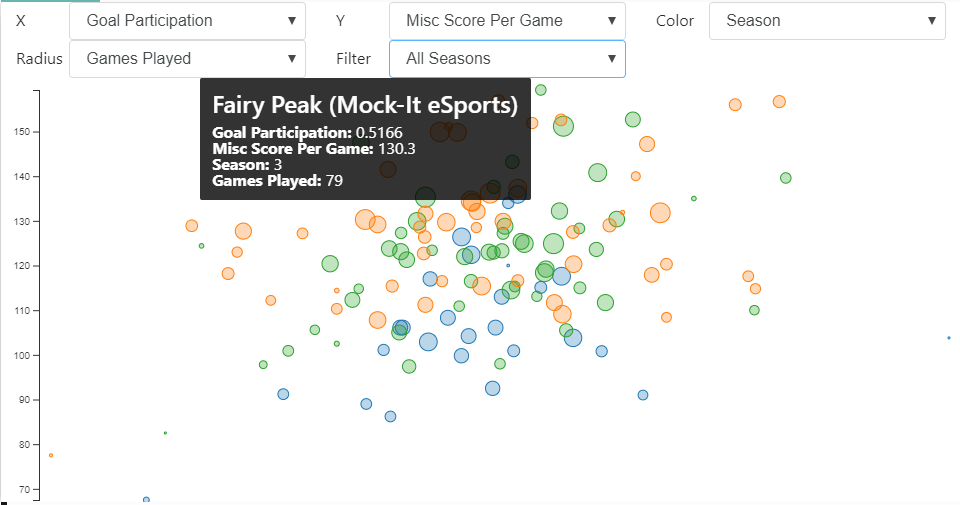 X Goal Participation ▼ Y Misc Score Per Game ▼ Color Season ▼
Radius Games Played ▼ Filter All Seasons ▼
Fairy Peak (Mock-It eSports)
Goal Participation: 0.5166
Misc Score Per Game: 130.3
Season: 3
Games Played: 79
150
140
130
120
110
100
90
80
70